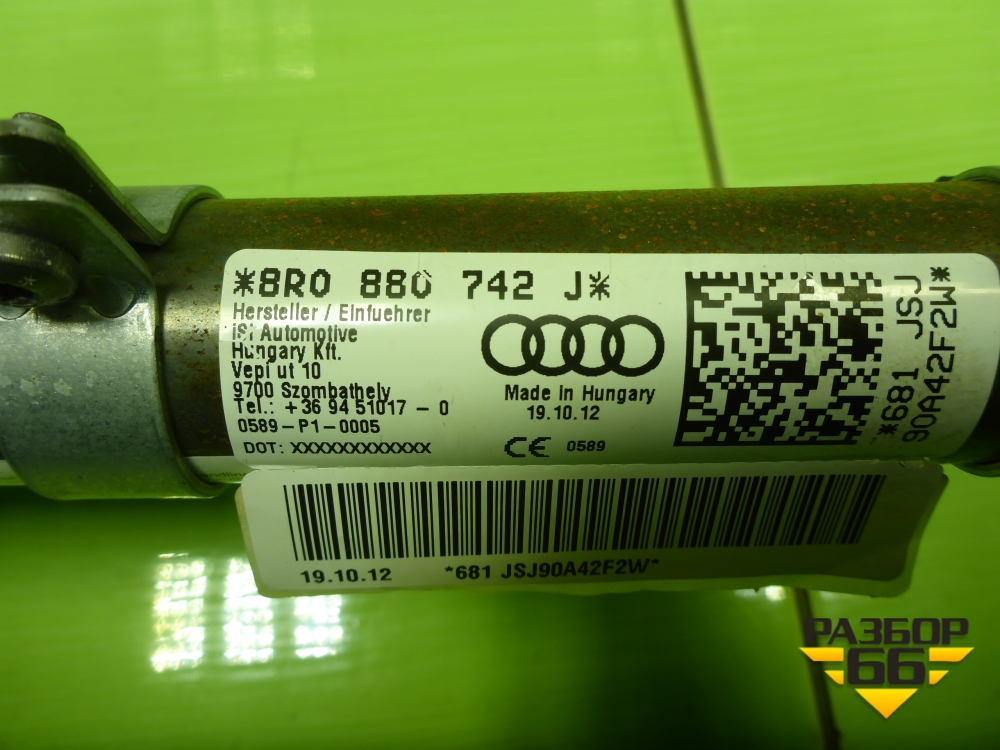 *8R0 880 742 J*
Hersteller / Einfuehrer
iSi Automotive
Hungary Kft.
Vepi ut 10
9700 Szombathely
Tel.: +36 94 51017 - 0
0589-P1-0005
DOT: XXXXXXXXXXXXX
Made in Hungary
19.10.12
CE 0589
*681 JSJ
90A42F2W*
19.10.12 *681 JSJ90A42F2W*
РАЗБОР
66